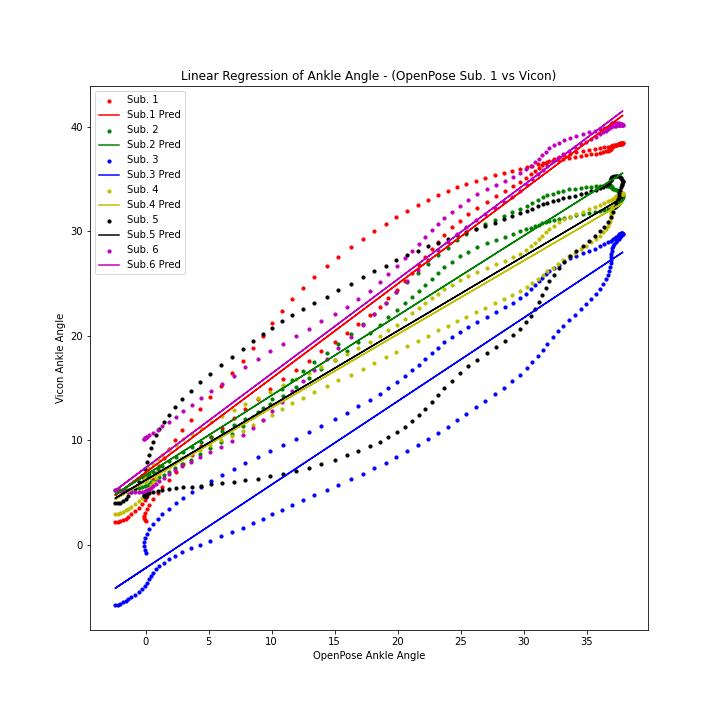 Linear Regression of Ankle Angle - (OpenPose Sub. 1 vs Vicon)
Sub. 1
Sub.1 Pred
Sub. 2
Sub.2 Pred
Sub. 3
Sub.3 Pred
Sub. 4
Sub.4 Pred
Sub. 5
Sub.5 Pred
Sub. 6
Sub.6 Pred
40
30
20
10
0
Vicon Ankle Angle
0 5 10 15 20 25 30 35
OpenPose Ankle Angle